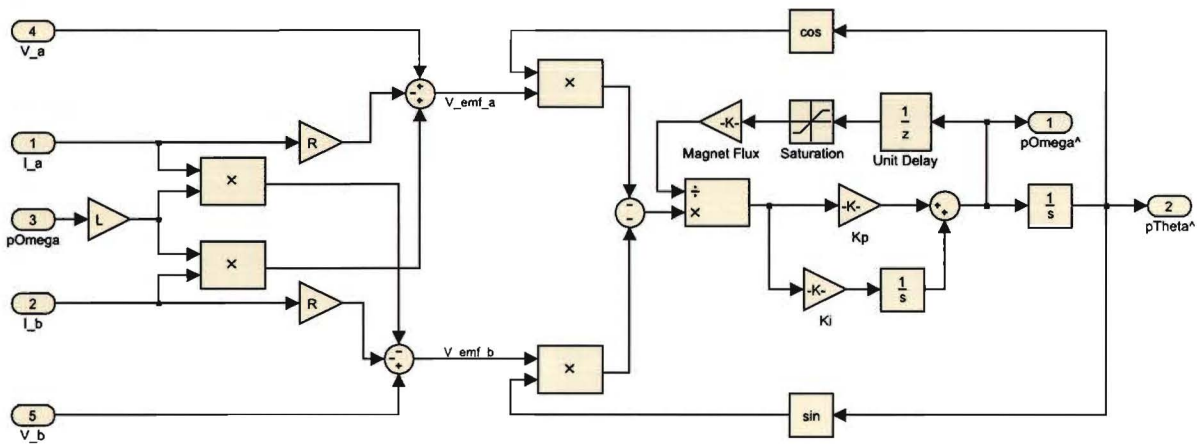 4
V_a
cos
+
-
+
V_emf_a
×
1
I_a
R
-K-
Magnet Flux
Saturation
1
z
Unit Delay
1
pOmega^
×
3
pOmega
L
÷
×
-
-
-K-
Kp
+
+
1
s
2
pTheta^
×
2
I_b
R
-K-
Ki
1
s
-
-
+
V_emf_b
×
5
V_b
sin